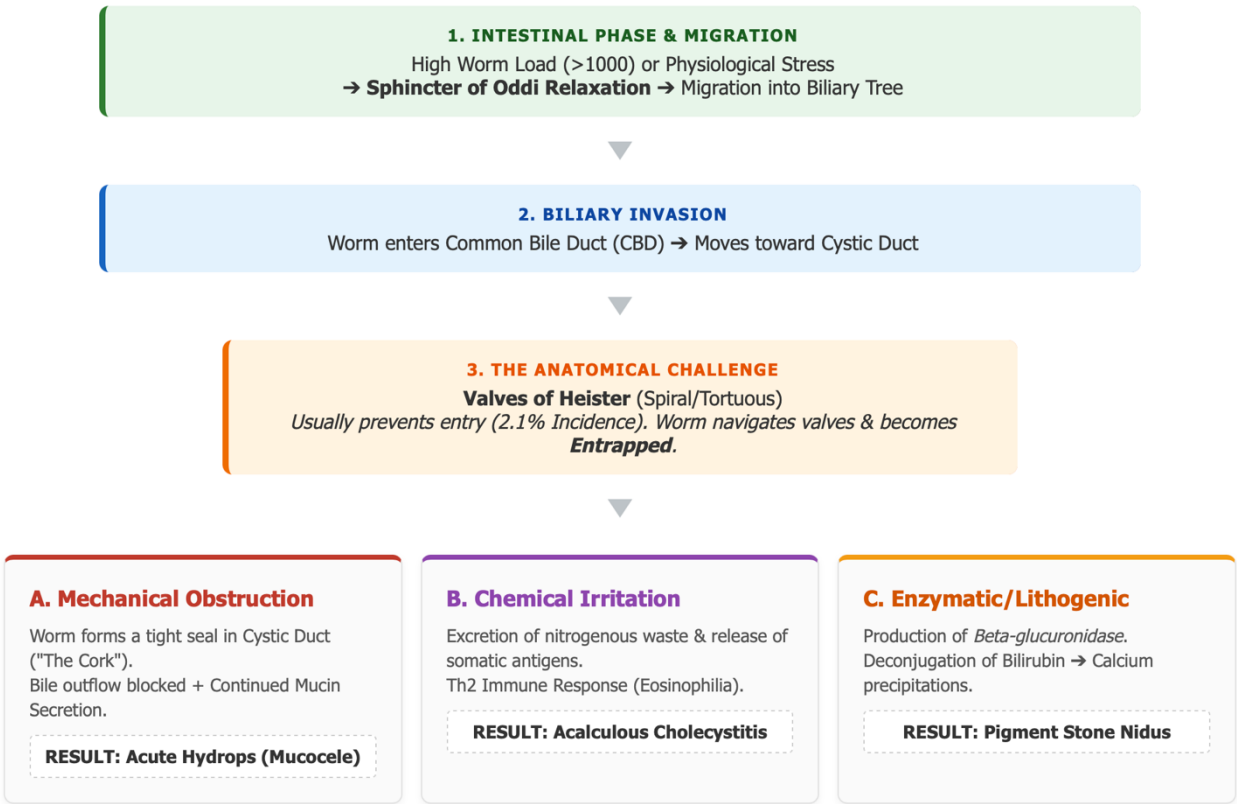 1. INTESTINAL PHASE & MIGRATION
High Worm Load (>1000) or Physiological Stress
➔ Sphincter of Oddi Relaxation ➔ Migration into Biliary Tree
2. BILIARY INVASION
Worm enters Common Bile Duct (CBD) ➔ Moves toward Cystic Duct
3. THE ANATOMICAL CHALLENGE
Valves of Heister (Spiral/Tortuous)
Usually prevents entry (2.1% Incidence). Worm navigates valves & becomes
Entrapped.
A. Mechanical Obstruction
Worm forms a tight seal in Cystic Duct
("The Cork").
Bile outflow blocked + Continued Mucin
Secretion.
RESULT: Acute Hydrops (Mucocele)
B. Chemical Irritation
Excretion of nitrogenous waste & release of
somatic antigens.
Th2 Immune Response (Eosinophilia).
RESULT: Acalculous Cholecystitis
C. Enzymatic/Lithogenic
Production of Beta-glucuronidase.
Deconjugation of Bilirubin ➔ Calcium
precipitations.
RESULT: Pigment Stone Nidus